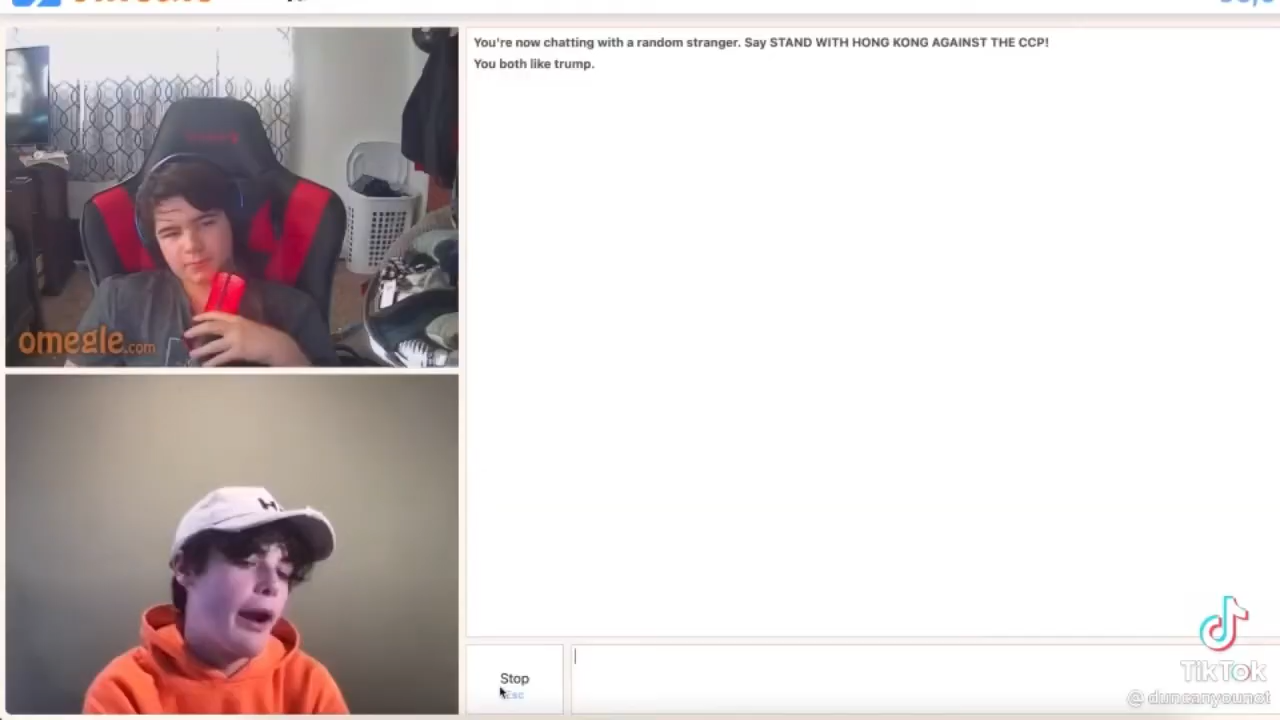 You're now chatting with a random stranger. Say STAND WITH HONG KONG AGAINST THE CCP!
You both like trump.
omegle.com
Stop
Esc
TikTok
@duncanyounot